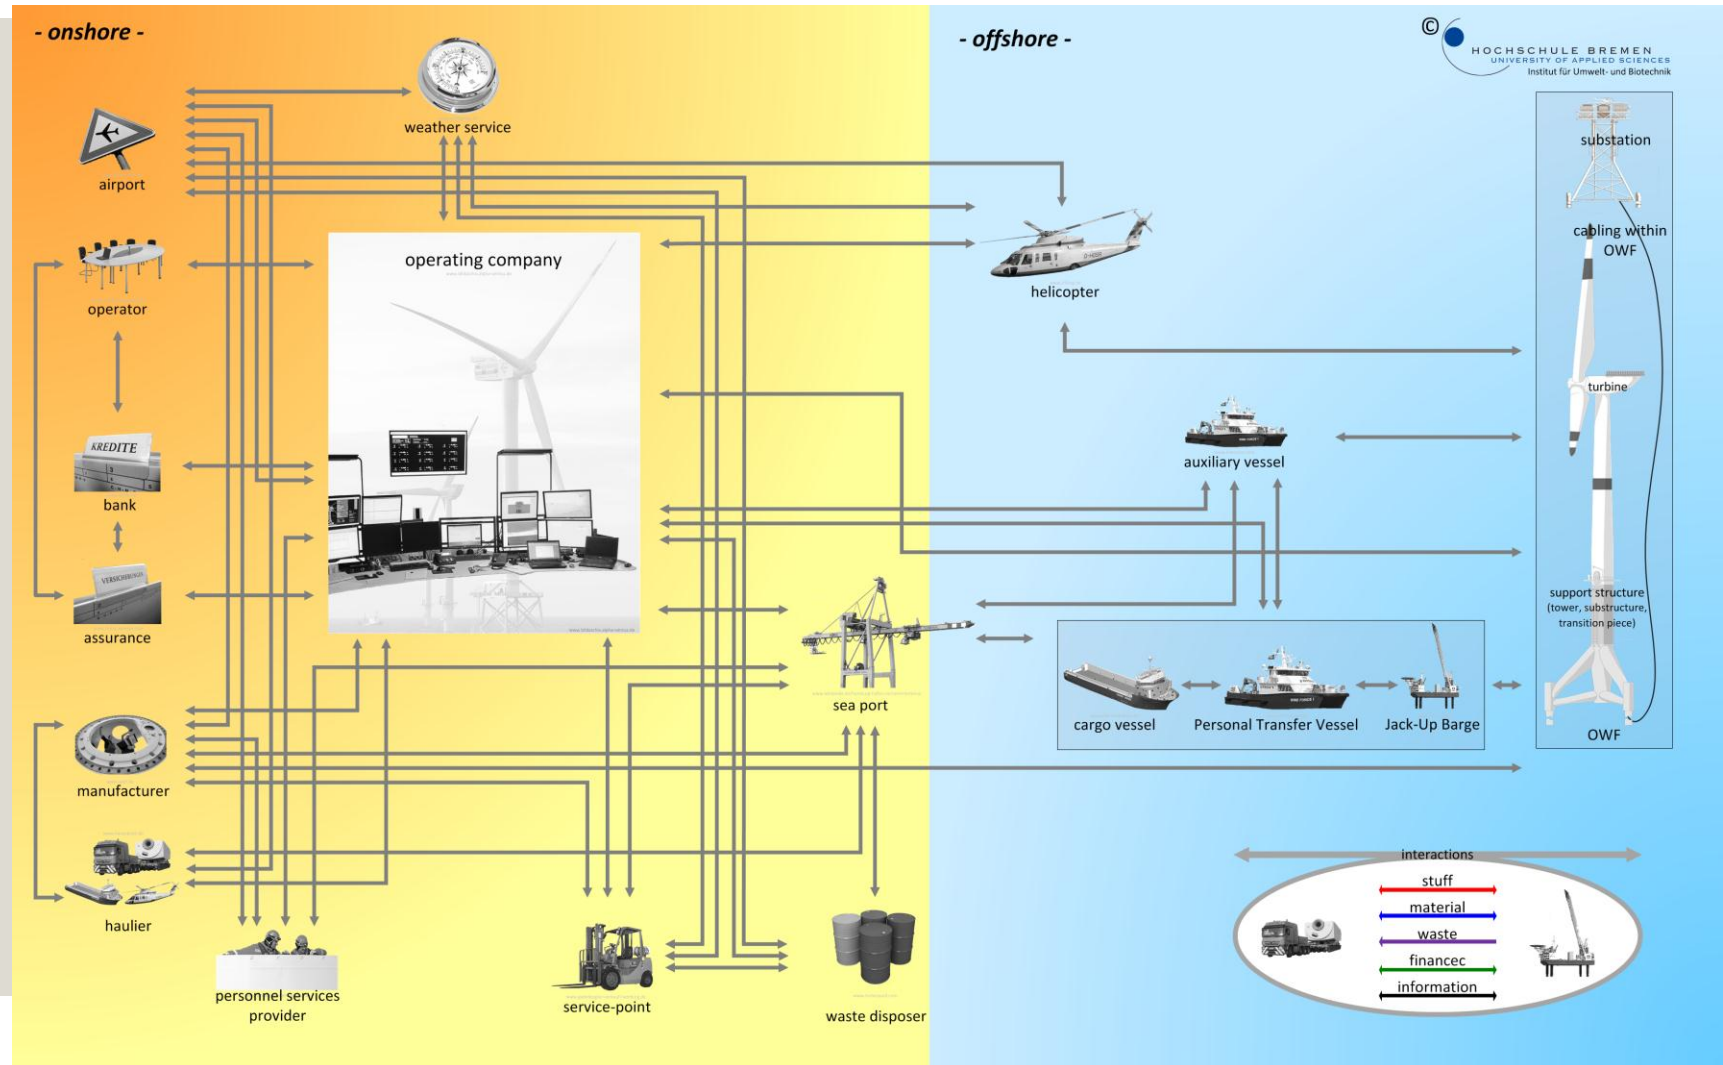 - onshore -
- offshore -
©
HOCHSCHULE BREMEN
UNIVERSITY OF APPLIED SCIENCES
Institut für Umwelt- und Biotechnik
weather service
airport
substation
cabling within
OWF
operating company
helicopter
operator
turbine
KREDITE
bank
auxiliary vessel
VERSICHERUNGEN
assurance
support structure
(tower, substructure,
transition piece)
sea port
cargo vessel
Personal Transfer Vessel
Jack-Up Barge
OWF
manufacturer
haulier
interactions
stuff
material
waste
financec
information
personnel services
provider
service-point
waste disposer